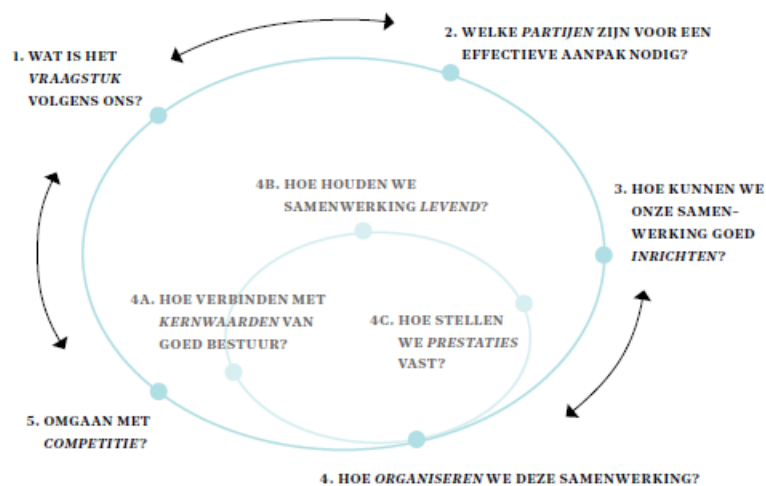 1. WAT IS HET
VRAAGSTUK
VOLGENS ONS?
2. WELKE PARTIJEN ZIJN VOOR EEN
EFFECTIEVE AANPAK NODIG?
3. HOE KUNNEN WE
ONZE SAMEN-
WERKING GOED
INRICHTEN?
4B. HOE HOUDEN WE
SAMENWERKING LEVEND?
4A. HOE VERBINDEN MET
KERNWAARDEN VAN
GOED BESTUUR?
4C. HOE STELLEN
WE PRESTATIES
VAST?
5. OMGAAN MET
COMPETITIE?
4. HOE ORGANISEREN WE DEZE SAMENWERKING?